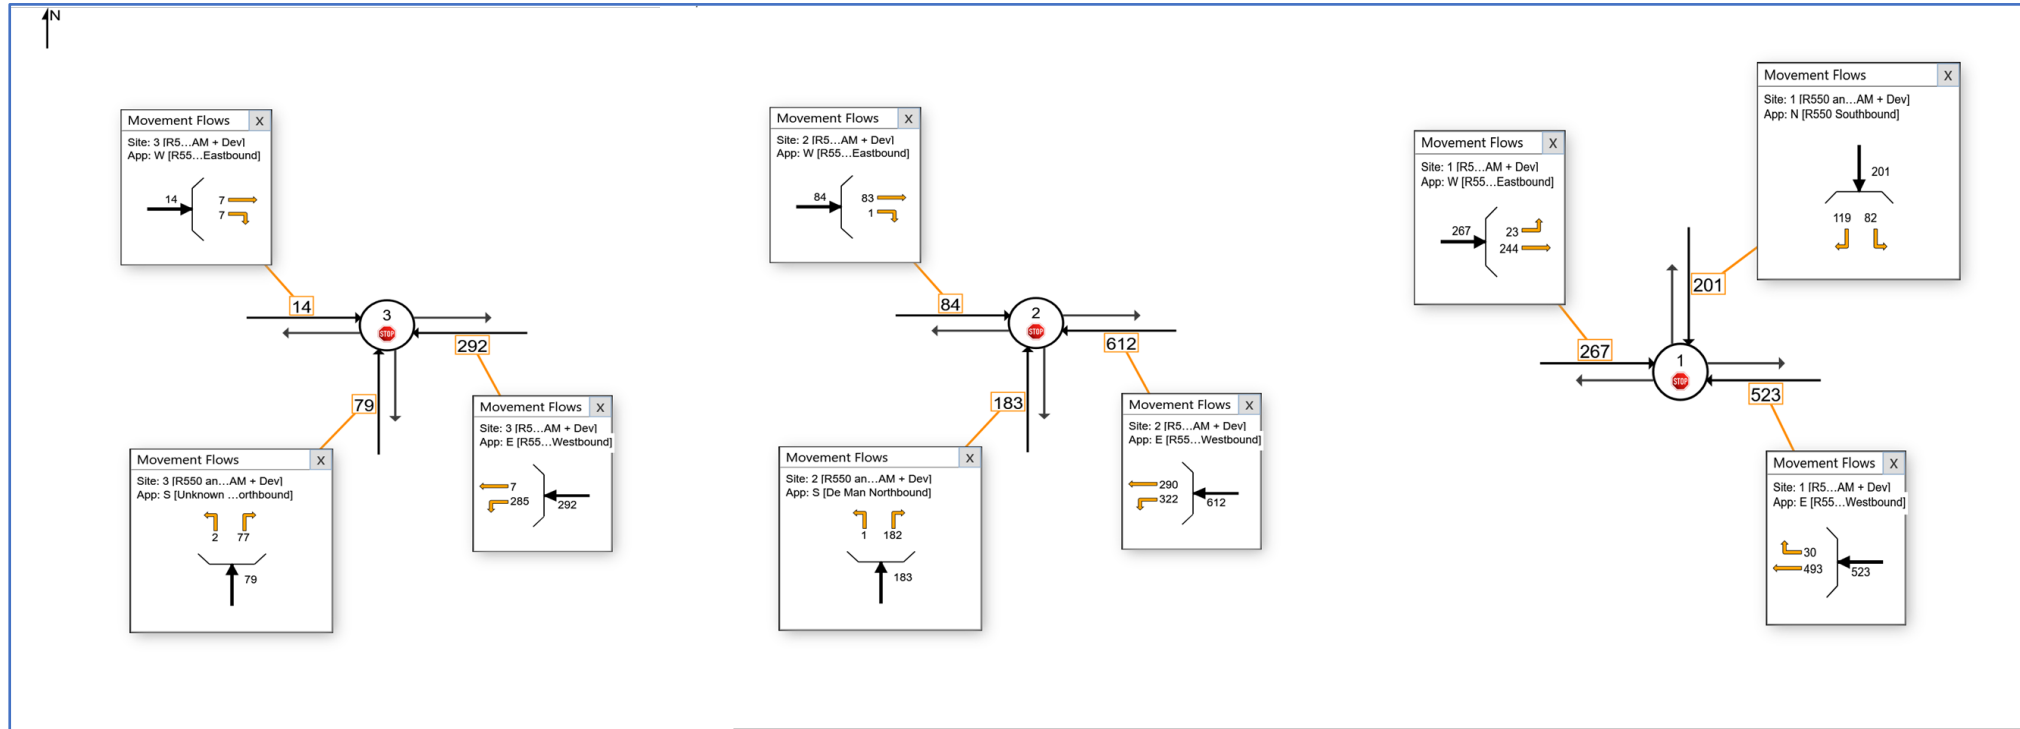 N
Movement Flows X
Site: 3 [R5...AM + Dev]
App: W [R55...Eastbound]
14
7
7
14
3
STOP
292
79
Movement Flows X
Site: 3 [R5...AM + Dev]
App: E [R55...Westbound]
7
285
292
Movement Flows X
Site: 3 [R550 an...AM + Dev]
App: S [Unknown ...orthbound]
2 77
79
Movement Flows X
Site: 2 [R5...AM + Dev]
App: W [R55...Eastbound]
84
83
1
84
2
STOP
612
183
Movement Flows X
Site: 2 [R5...AM + Dev]
App: E [R55...Westbound]
290
322
612
Movement Flows X
Site: 2 [R550 an...AM + Dev]
App: S [De Man Northbound]
1 182
183
Movement Flows X
Site: 1 [R5...AM + Dev]
App: W [R55...Eastbound]
267
23
244
267
Movement Flows X
Site: 1 [R550 an...AM + Dev]
App: N [R550 Southbound]
201
119 82
201
1
STOP
523
Movement Flows X
Site: 1 [R5...AM + Dev]
App: E [R55...Westbound]
30
493
523